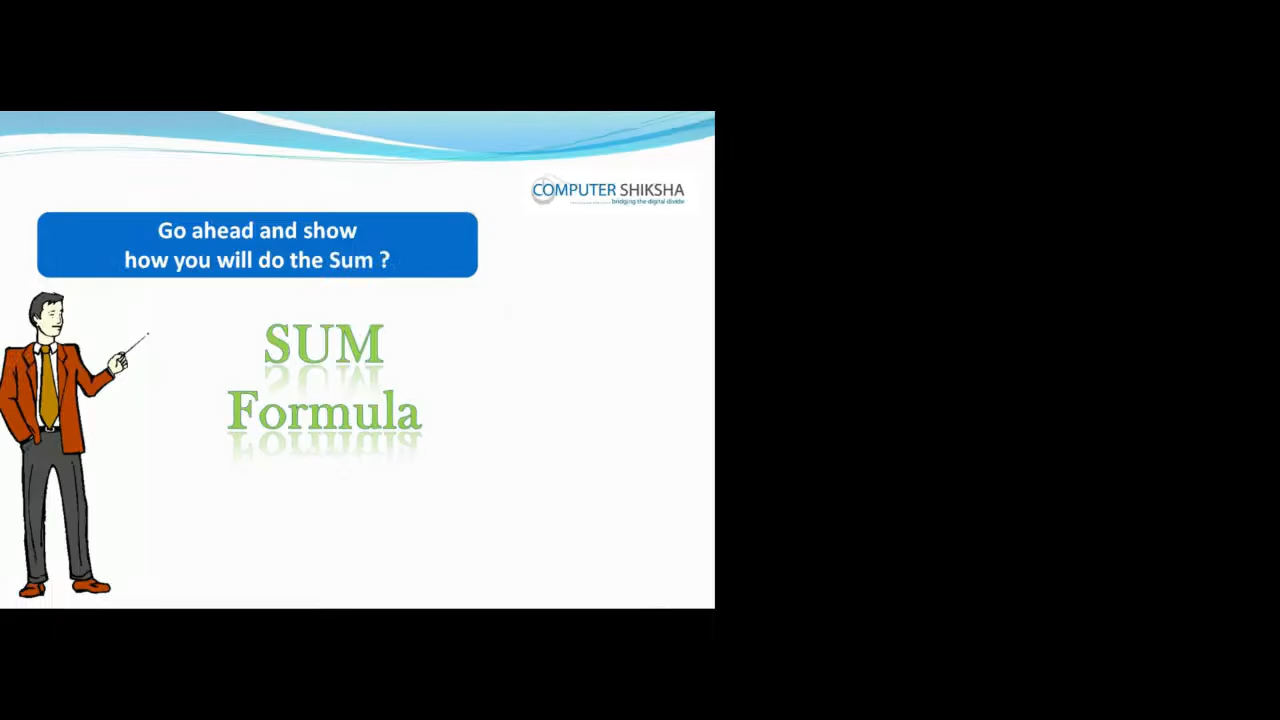 COMPUTER SHIKSHA
bridging the digital divide
Go ahead and show
how you will do the Sum ?
SUM
Formula